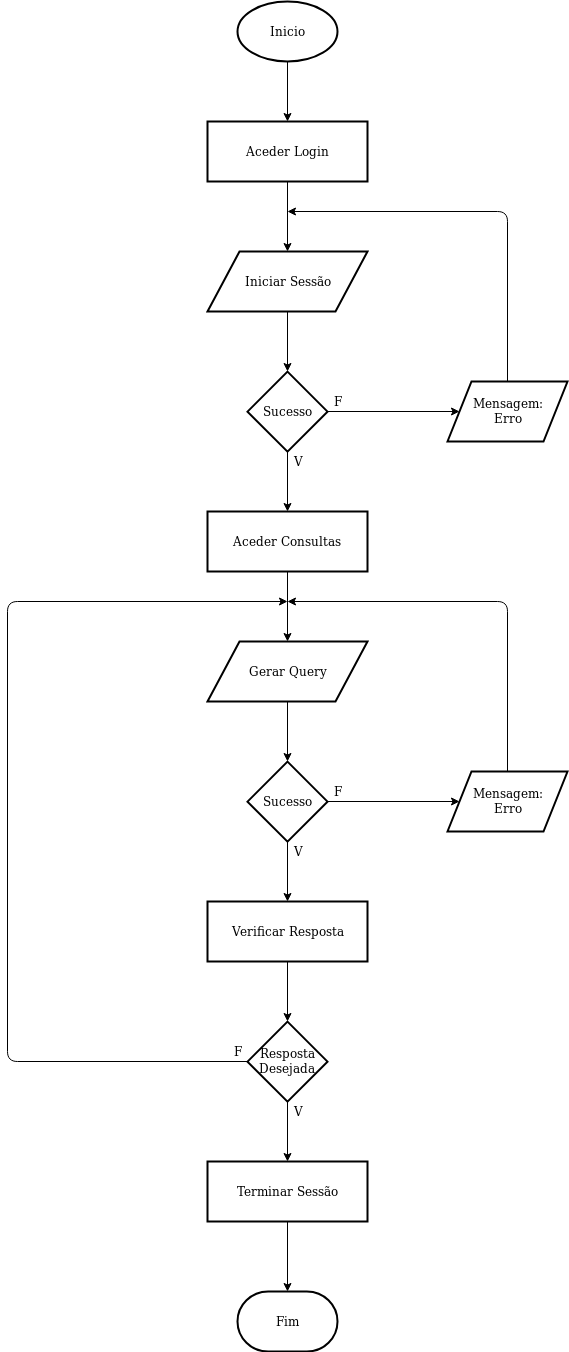 Inicio
Aceder Login
Iniciar Sessão
Sucesso
F
Mensagem:
Erro
V
Aceder Consultas
Gerar Query
Sucesso
F
Mensagem:
Erro
V
Verificar Resposta
F
Resposta
Desejada
V
Terminar Sessão
Fim